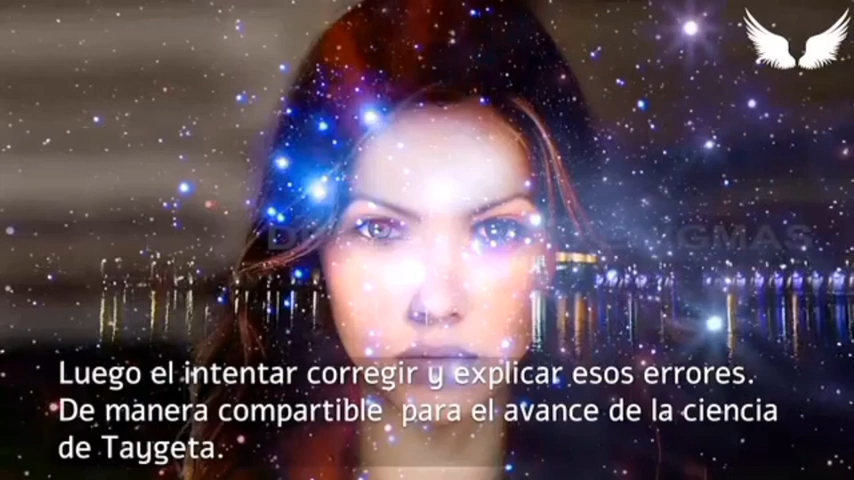 Luego el intentar corregir y explicar esos errores.
De manera compartible para el avance de la ciencia
de Taygeta.